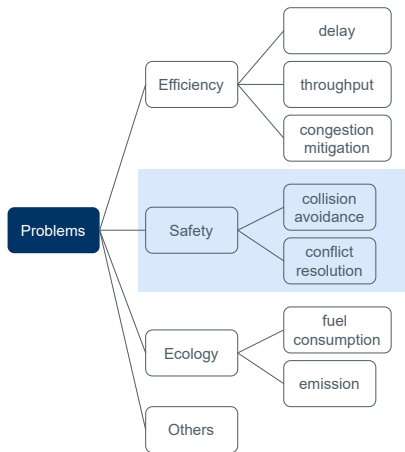 Problems
Efficiency
delay
throughput
congestion
mitigation
Safety
collision
avoidance
conflict
resolution
Ecology
fuel
consumption
emission
Others